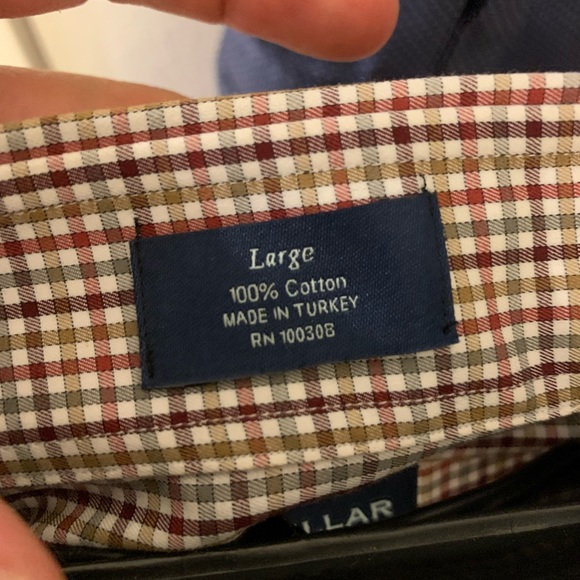 Large
100% Cotton
MADE IN TURKEY
RN 100308
LLAR